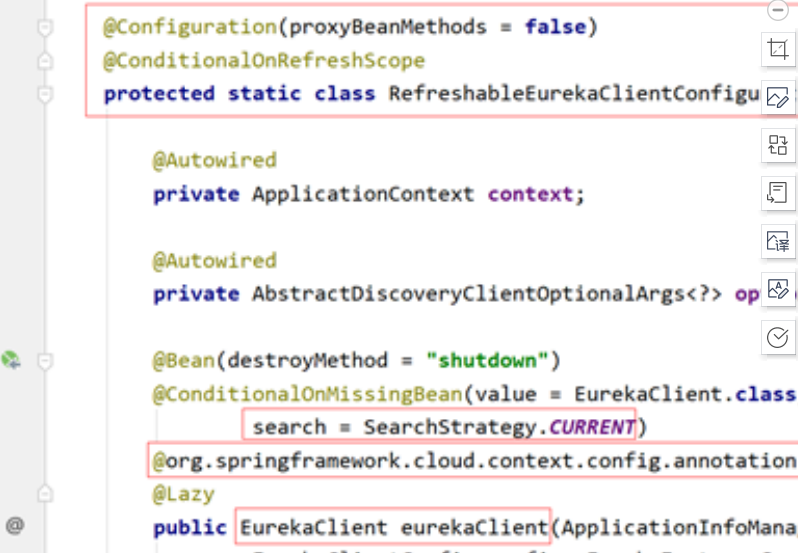 @Configuration(proxyBeanMethods = false)
@ConditionalOnRefreshScope
protected static class RefreshableEurekaClientConfigu
@Autowired
private ApplicationContext context;
@Autowired
private AbstractDiscoveryClientOptionalArgs<?> op
@Bean(destroyMethod = "shutdown")
@ConditionalOnMissingBean(value = EurekaClient.class
search = SearchStrategy.CURRENT)
@org.springframework.cloud.context.config.annotation
@Lazy
@
public EurekaClient eurekaClient(ApplicationInfoMana